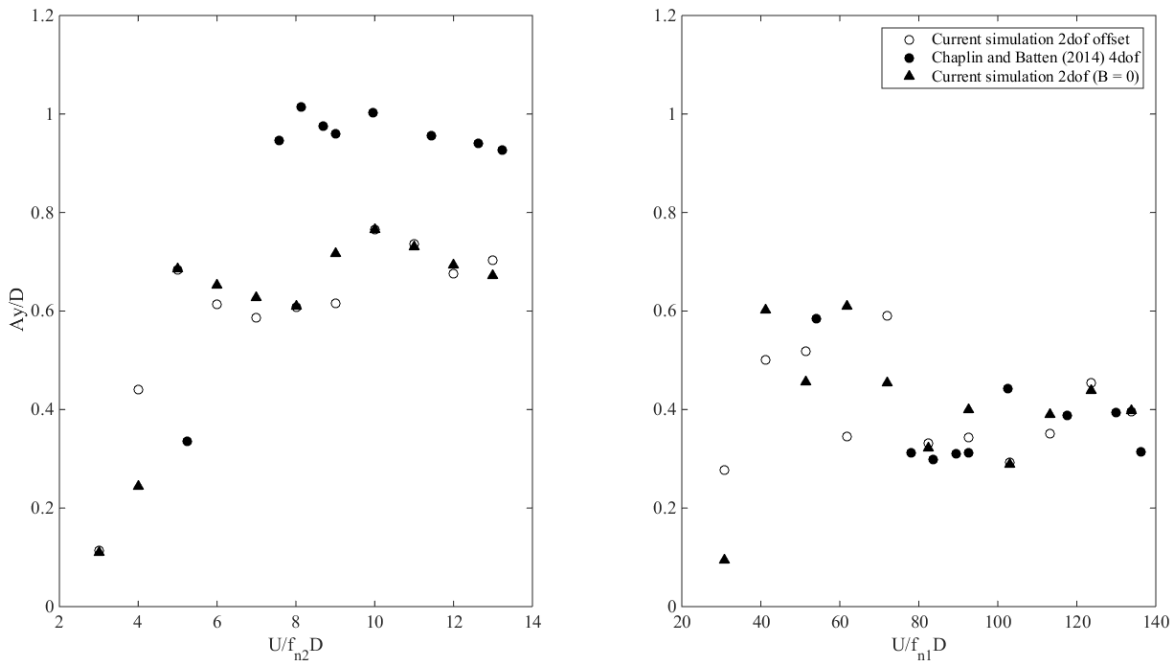 1.2
1
0.8
0.6
0.4
0.2
0
Ay/D
2 4 6 8 10 12 14
U/fn2D
1.2
1
0.8
0.6
0.4
0.2
0
20 40 60 80 100 120 140
U/fn1D
Current simulation 2dof offset
Chaplin and Batten (2014) 4dof
Current simulation 2dof (B = 0)